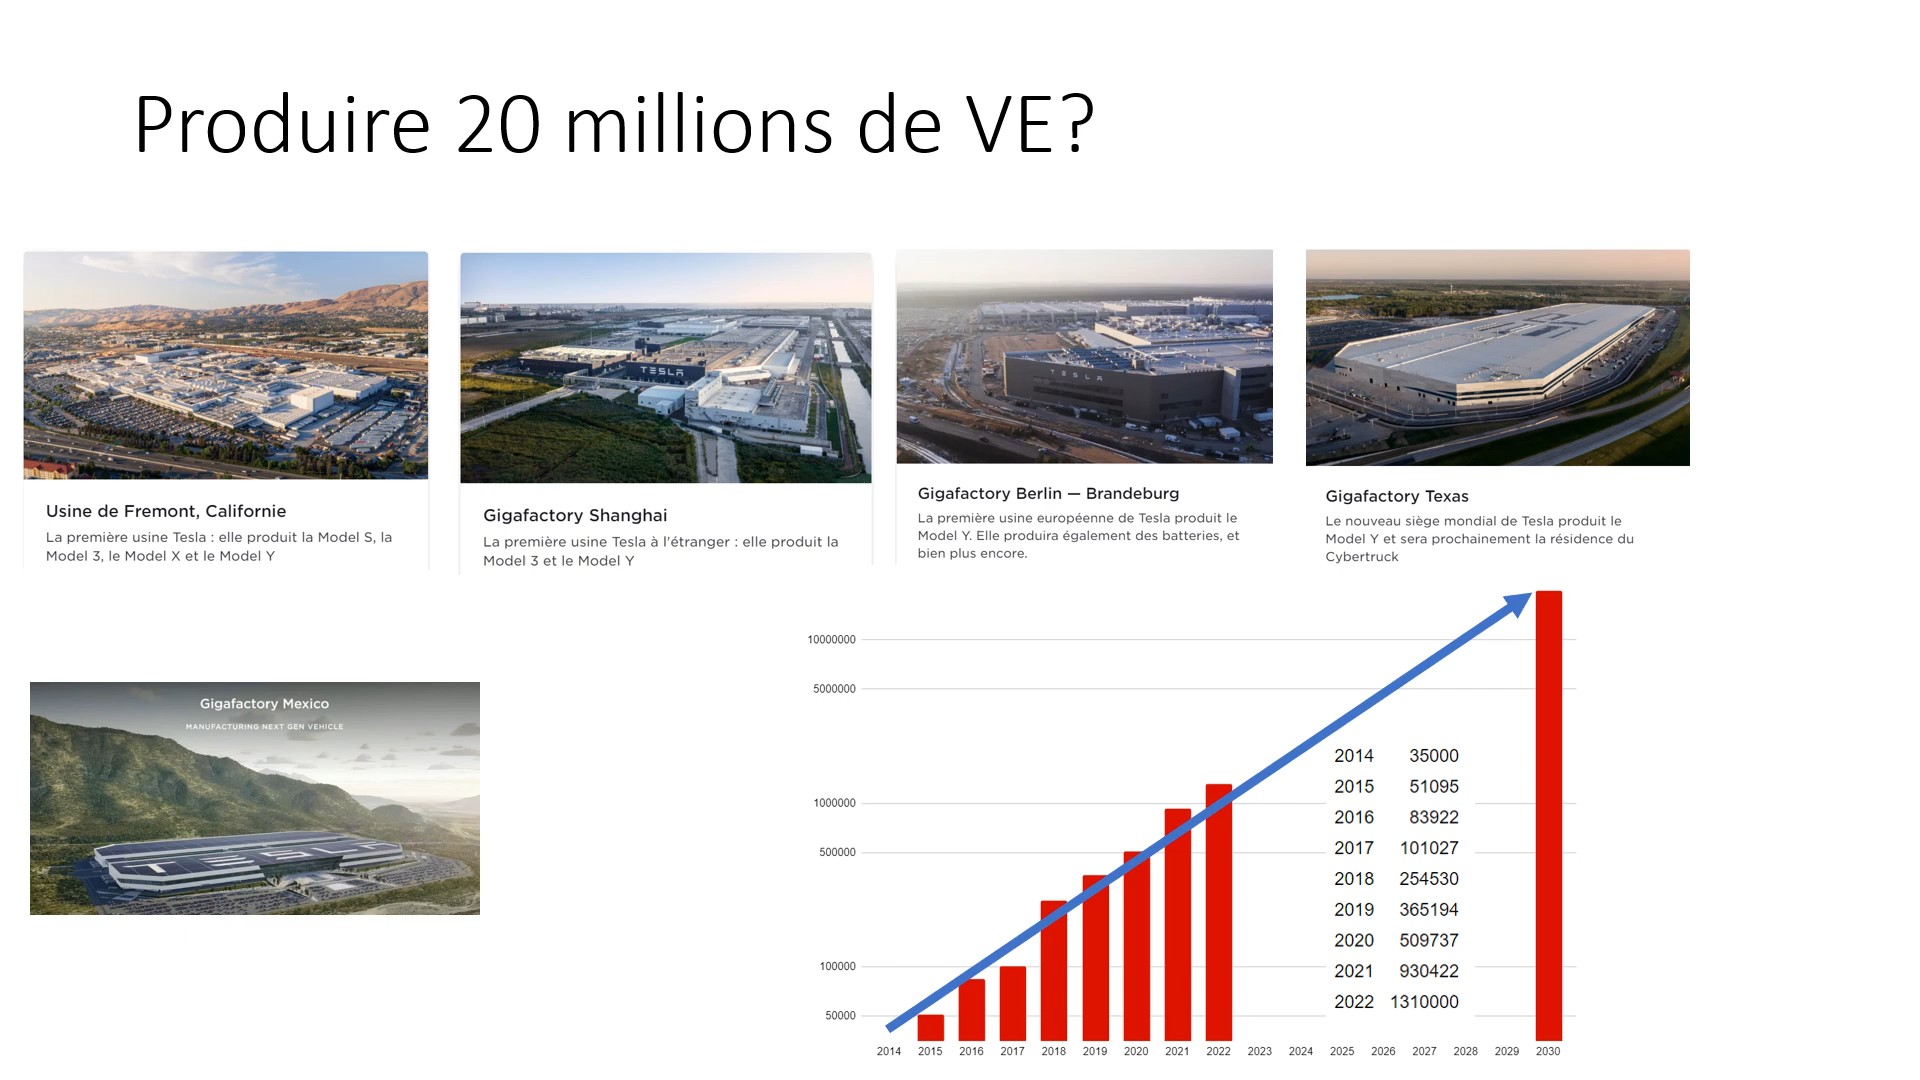 Produire 20 millions de VE?
TESLA
TESLA
Usine de Fremont, Californie
La première usine Tesla : elle produit la Model S, la
Model 3, le Model X et le Model Y
Gigafactory Shanghai
La première usine Tesla à l'étranger : elle produit la
Model 3 et le Model Y
Gigafactory Berlin — Brandeburg
La première usine européenne de Tesla produit le
Model Y. Elle produira également des batteries, et
bien plus encore.
Gigafactory Texas
Le nouveau siège mondial de Tesla produit le
Model Y et sera prochainement la résidence du
Cybertruck
Gigafactory Mexico
MANUFACTURING NEXT GEN VEHICLE
TESLA
10000000
5000000
1000000
500000
100000
50000
2014 35000
2015 51095
2016 83922
2017 101027
2018 254530
2019 365194
2020 509737
2021 930422
2022 1310000
2014 2015 2016 2017 2018 2019 2020 2021 2022 2023 2024 2025 2026 2027 2028 2029 2030